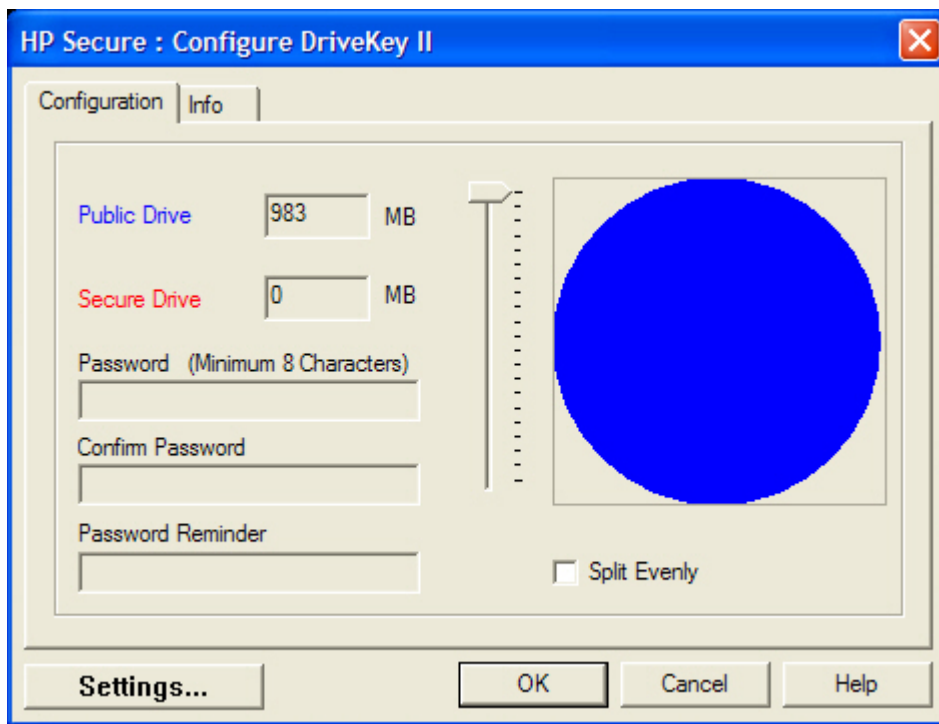 HP Secure : Configure DriveKey II
Configuration
Info
Public Drive
983
MB
Secure Drive
0
MB
Password (Minimum 8 Characters)
Confirm Password
Password Reminder
Split Evenly
Settings...
OK
Cancel
Help